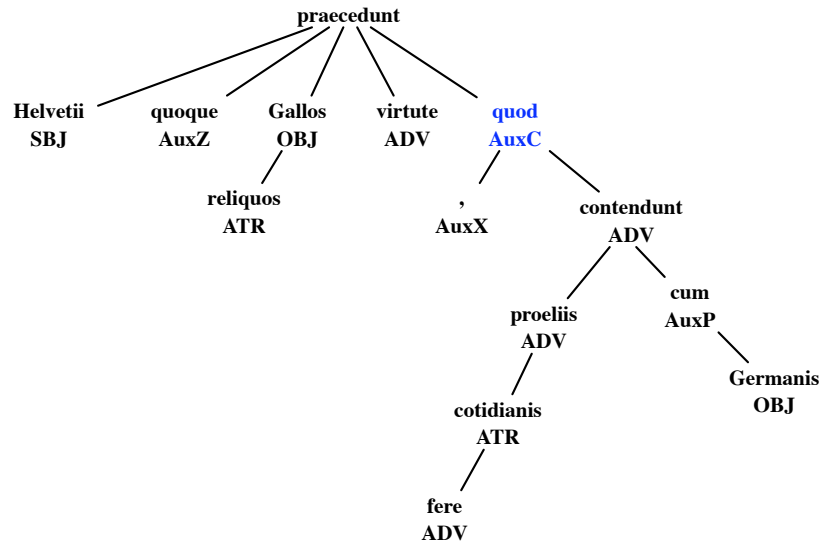 praecedunt
Helvetii quoque Gallos virtute quod
SBJ AuxZ OBJ ADV AuxC
reliquos , contendunt
ATR AuxX ADV
proeliis cum
ADV AuxP
cotidianis Germanis
ATR OBJ
fere
ADV